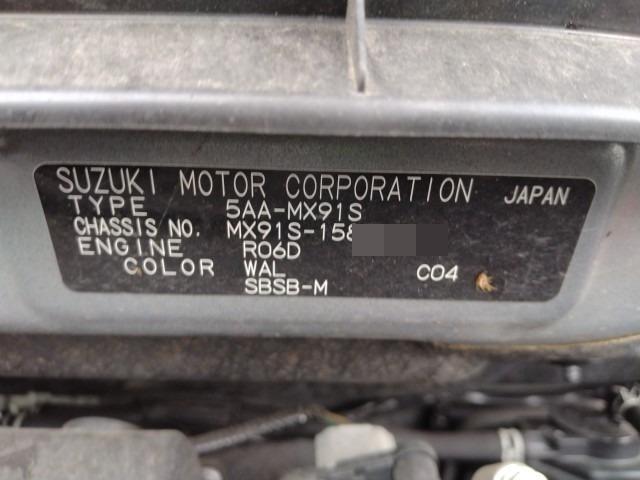 SUZUKI MOTOR CORPORATION JAPAN
TYPE 5AA-MX91S
CHASSIS NO. MX91S-158
ENGINE R06D
COLOR WAL C04
SBSB-M